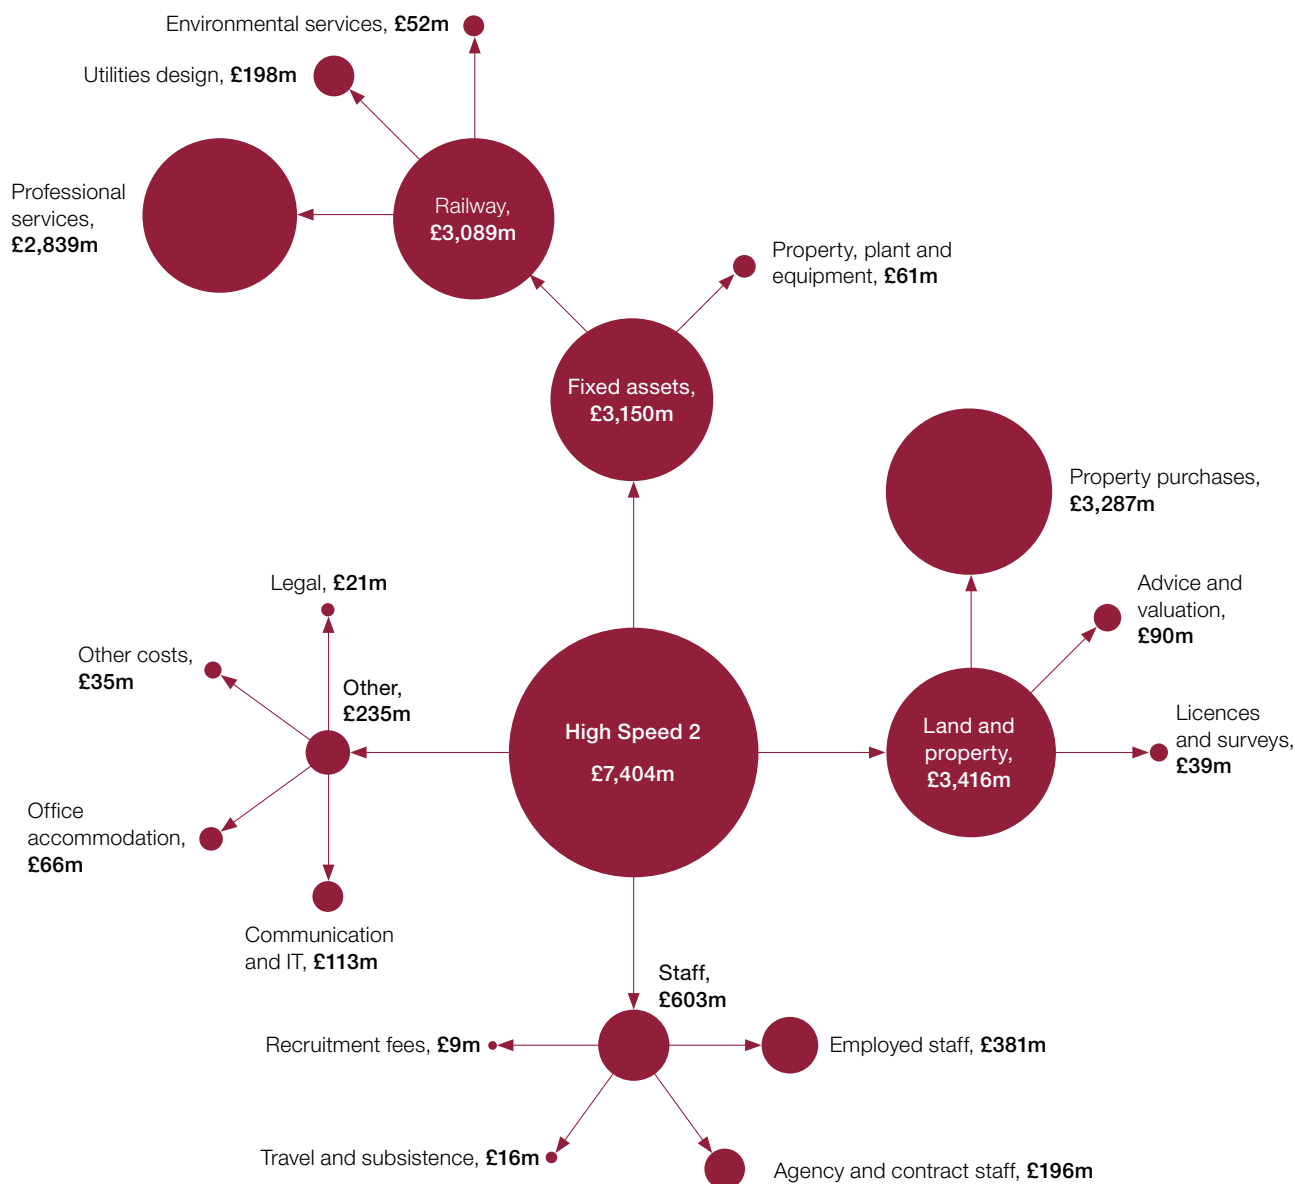 Environmental services, £52m
Utilities design, £198m
Professional
services,
£2,839m
Railway,
£3,089m
Property, plant and
equipment, £61m
Fixed assets,
£3,150m
Property purchases,
£3,287m
Legal, £21m
Advice and
valuation,
£90m
Other costs,
£35m
Other,
£235m
High Speed 2
£7,404m
Land and
property,
£3,416m
Licences
and surveys,
£39m
Office
accommodation,
£66m
Communication
and IT, £113m
Staff,
£603m
Recruitment fees, £9m
Employed staff, £381m
Travel and subsistence, £16m
Agency and contract staff, £196m